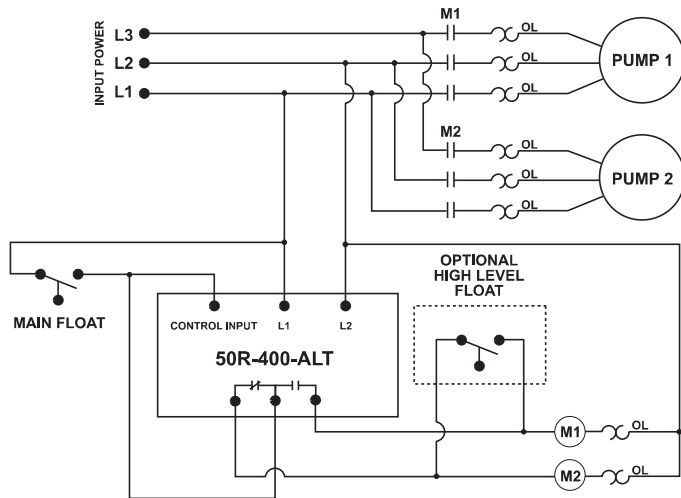 M1
L3
OL
INPUT POWER
L2
OL
PUMP 1
L1
OL
M2
OL
OL
PUMP 2
OL
OPTIONAL
HIGH LEVEL
FLOAT
MAIN FLOAT
CONTROL INPUT
L1
L2
50R-400-ALT
M1
OL
M2
OL